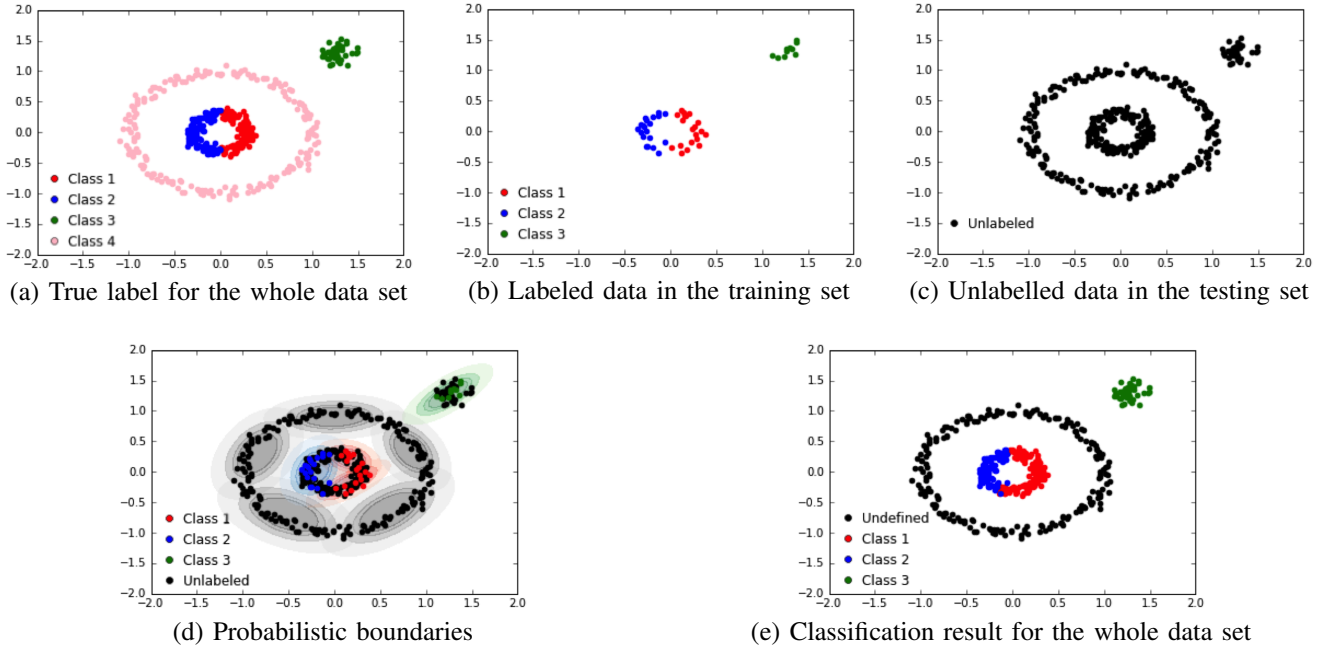 2.0
1.5
1.0
0.5
0.0
−0.5
−1.0
−1.5
−2.0
−2.0 −1.5 −1.0 −0.5 0.0 0.5 1.0 1.5 2.0
Class 1
Class 2
Class 3
Class 4
(a) True label for the whole data set
2.0
1.5
1.0
0.5
0.0
−0.5
−1.0
−1.5
−2.0
−2.0 −1.5 −1.0 −0.5 0.0 0.5 1.0 1.5 2.0
Class 1
Class 2
Class 3
(b) Labeled data in the training set
2.0
1.5
1.0
0.5
0.0
−0.5
−1.0
−1.5
−2.0
−2.0 −1.5 −1.0 −0.5 0.0 0.5 1.0 1.5 2.0
Unlabeled
(c) Unlabelled data in the testing set
2.0
1.5
1.0
0.5
0.0
−0.5
−1.0
−1.5
−2.0
−2.0 −1.5 −1.0 −0.5 0.0 0.5 1.0 1.5 2.0
Class 1
Class 2
Class 3
Unlabeled
(d) Probabilistic boundaries
2.0
1.5
1.0
0.5
0.0
−0.5
−1.0
−1.5
−2.0
−2.0 −1.5 −1.0 −0.5 0.0 0.5 1.0 1.5 2.0
Undefined
Class 1
Class 2
Class 3
(e) Classification result for the whole data set